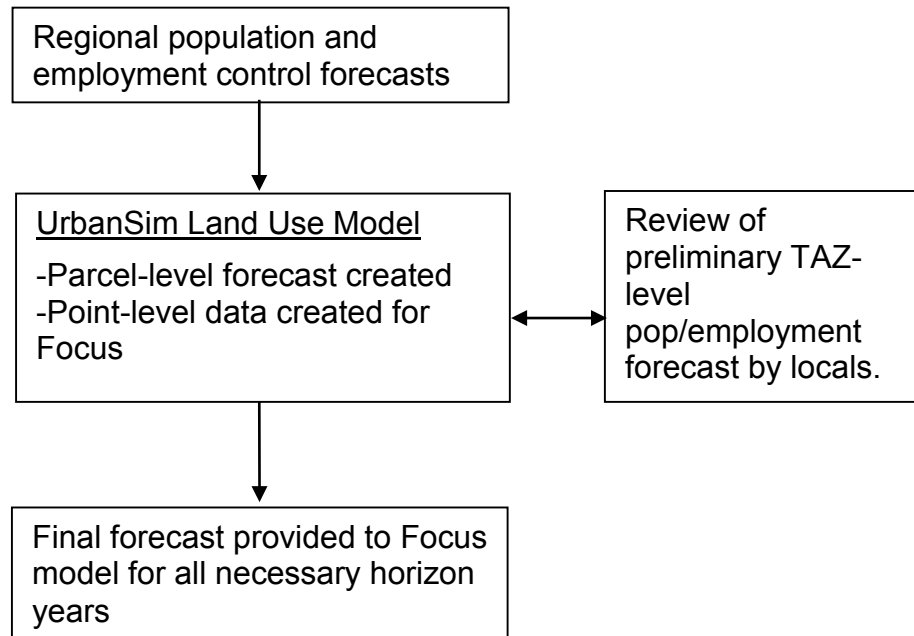 Regional population and
employment control forecasts
UrbanSim Land Use Model
-Parcel-level forecast created
-Point-level data created for
Focus
Review of
preliminary TAZ-
level
pop/employment
forecast by locals.
Final forecast provided to Focus
model for all necessary horizon
years